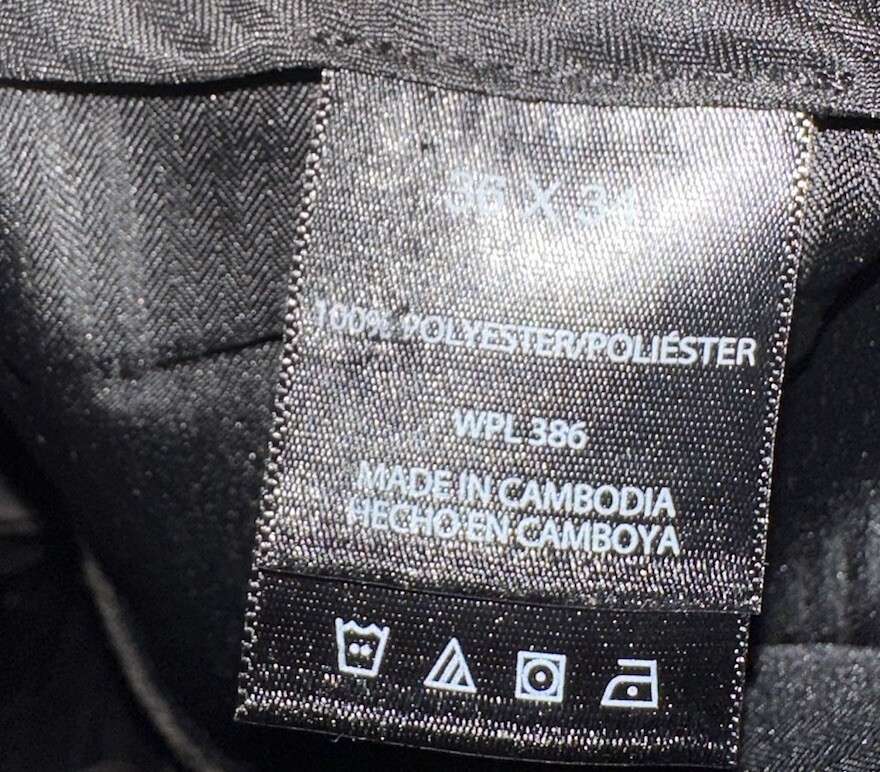 36 X 34
100% POLYESTER/POLIÉSTER
WPL 386
MADE IN CAMBODIA
HECHO EN CAMBOYA